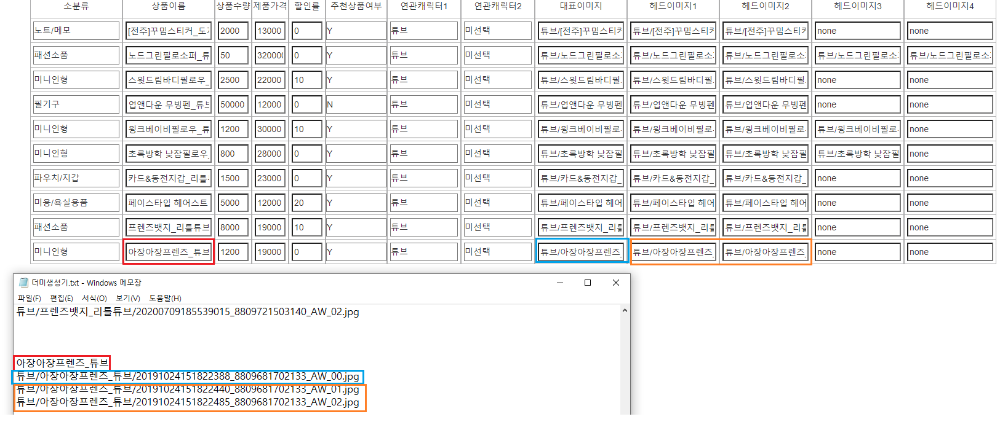 소분류 상품이름 상품수량 제품가격 할인률 추천상품여부 연관캐릭터1 연관캐릭터2 대표이미지 헤드이미지1 헤드이미지2 헤드이미지3 헤드이미지4
노트/메모 [전주]꾸밈스티커_도 2000 13000 0 Y 튜브 미선택 튜브/[전주]꾸밈스티커 튜브/[전주]꾸밈스티커 튜브/[전주]꾸밈스티커 none none
패션소품 노드그린필로소퍼_튜 50 320000 0 Y 튜브 미선택 튜브/노드그린필로소 튜브/노드그린필로소 튜브/노드그린필로소 튜브/노드그린필로소 튜브/노드그린필로소
미니인형 스윗드림바디필로우_ 2500 22000 10 Y 튜브 미선택 튜브/스윗드림바디필 튜브/스윗드림바디필 튜브/스윗드림바디필 none none
필기구 업앤다운 무빙펜_튜브 50000 12000 0 N 튜브 미선택 튜브/업앤다운 무빙펜 튜브/업앤다운 무빙펜 튜브/업앤다운 무빙펜 none none
미니인형 윙크베이비필로우_튜 1200 30000 10 Y 튜브 미선택 튜브/윙크베이비필로 튜브/윙크베이비필로 튜브/윙크베이비필로 튜브/윙크베이비필로 none
미니인형 초록방학 낮잠필로우_ 800 28000 0 Y 튜브 미선택 튜브/초록방학 낮잠필 튜브/초록방학 낮잠필 튜브/초록방학 낮잠필 튜브/초록방학 낮잠필 none
파우치/지갑 카드&동전지갑_리틀 1500 23000 0 Y 튜브 미선택 튜브/카드&동전지갑_ 튜브/카드&동전지갑_ 튜브/카드&동전지갑_ none none
미용/욕실용품 페이스타입 헤어스트 5000 12000 20 Y 튜브 미선택 튜브/페이스타입 헤어 튜브/페이스타입 헤어 튜브/페이스타입 헤어 none none
패션소품 프렌즈뱃지_리틀튜브 8000 19000 10 Y 튜브 미선택 튜브/프렌즈뱃지_리틀 튜브/프렌즈뱃지_리틀 튜브/프렌즈뱃지_리틀 none none
미니인형 아장아장프렌즈_튜브 1200 19000 0 Y 튜브 미선택 튜브/아장아장프렌즈_ 튜브/아장아장프렌즈_ 튜브/아장아장프렌즈_ none none
더미생성기.txt - Windows 메모장
파일(F) 편집(E) 서식(O) 보기(V) 도움말(H)
튜브/프렌즈뱃지_리틀튜브/20200709185539015_8809721503140_AW_02.jpg
아장아장프렌즈_튜브
튜브/아장아장프렌즈_튜브/20191024151822388_8809681702133_AW_00.jpg
튜브/아장아장프렌즈_튜브/20191024151822440_8809681702133_AW_01.jpg
튜브/아장아장프렌즈_튜브/20191024151822485_8809681702133_AW_02.jpg